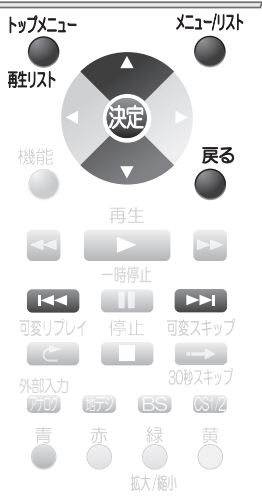 トップメニュー メニュー/リスト
再生リスト
決定
機能 戻る
再生
一時停止
可変リプレイ 停止 可変スキップ
30秒スキップ
外部入力
アナログ 地デジ BS CS1/2
青 赤 緑 黄
拡大/縮小